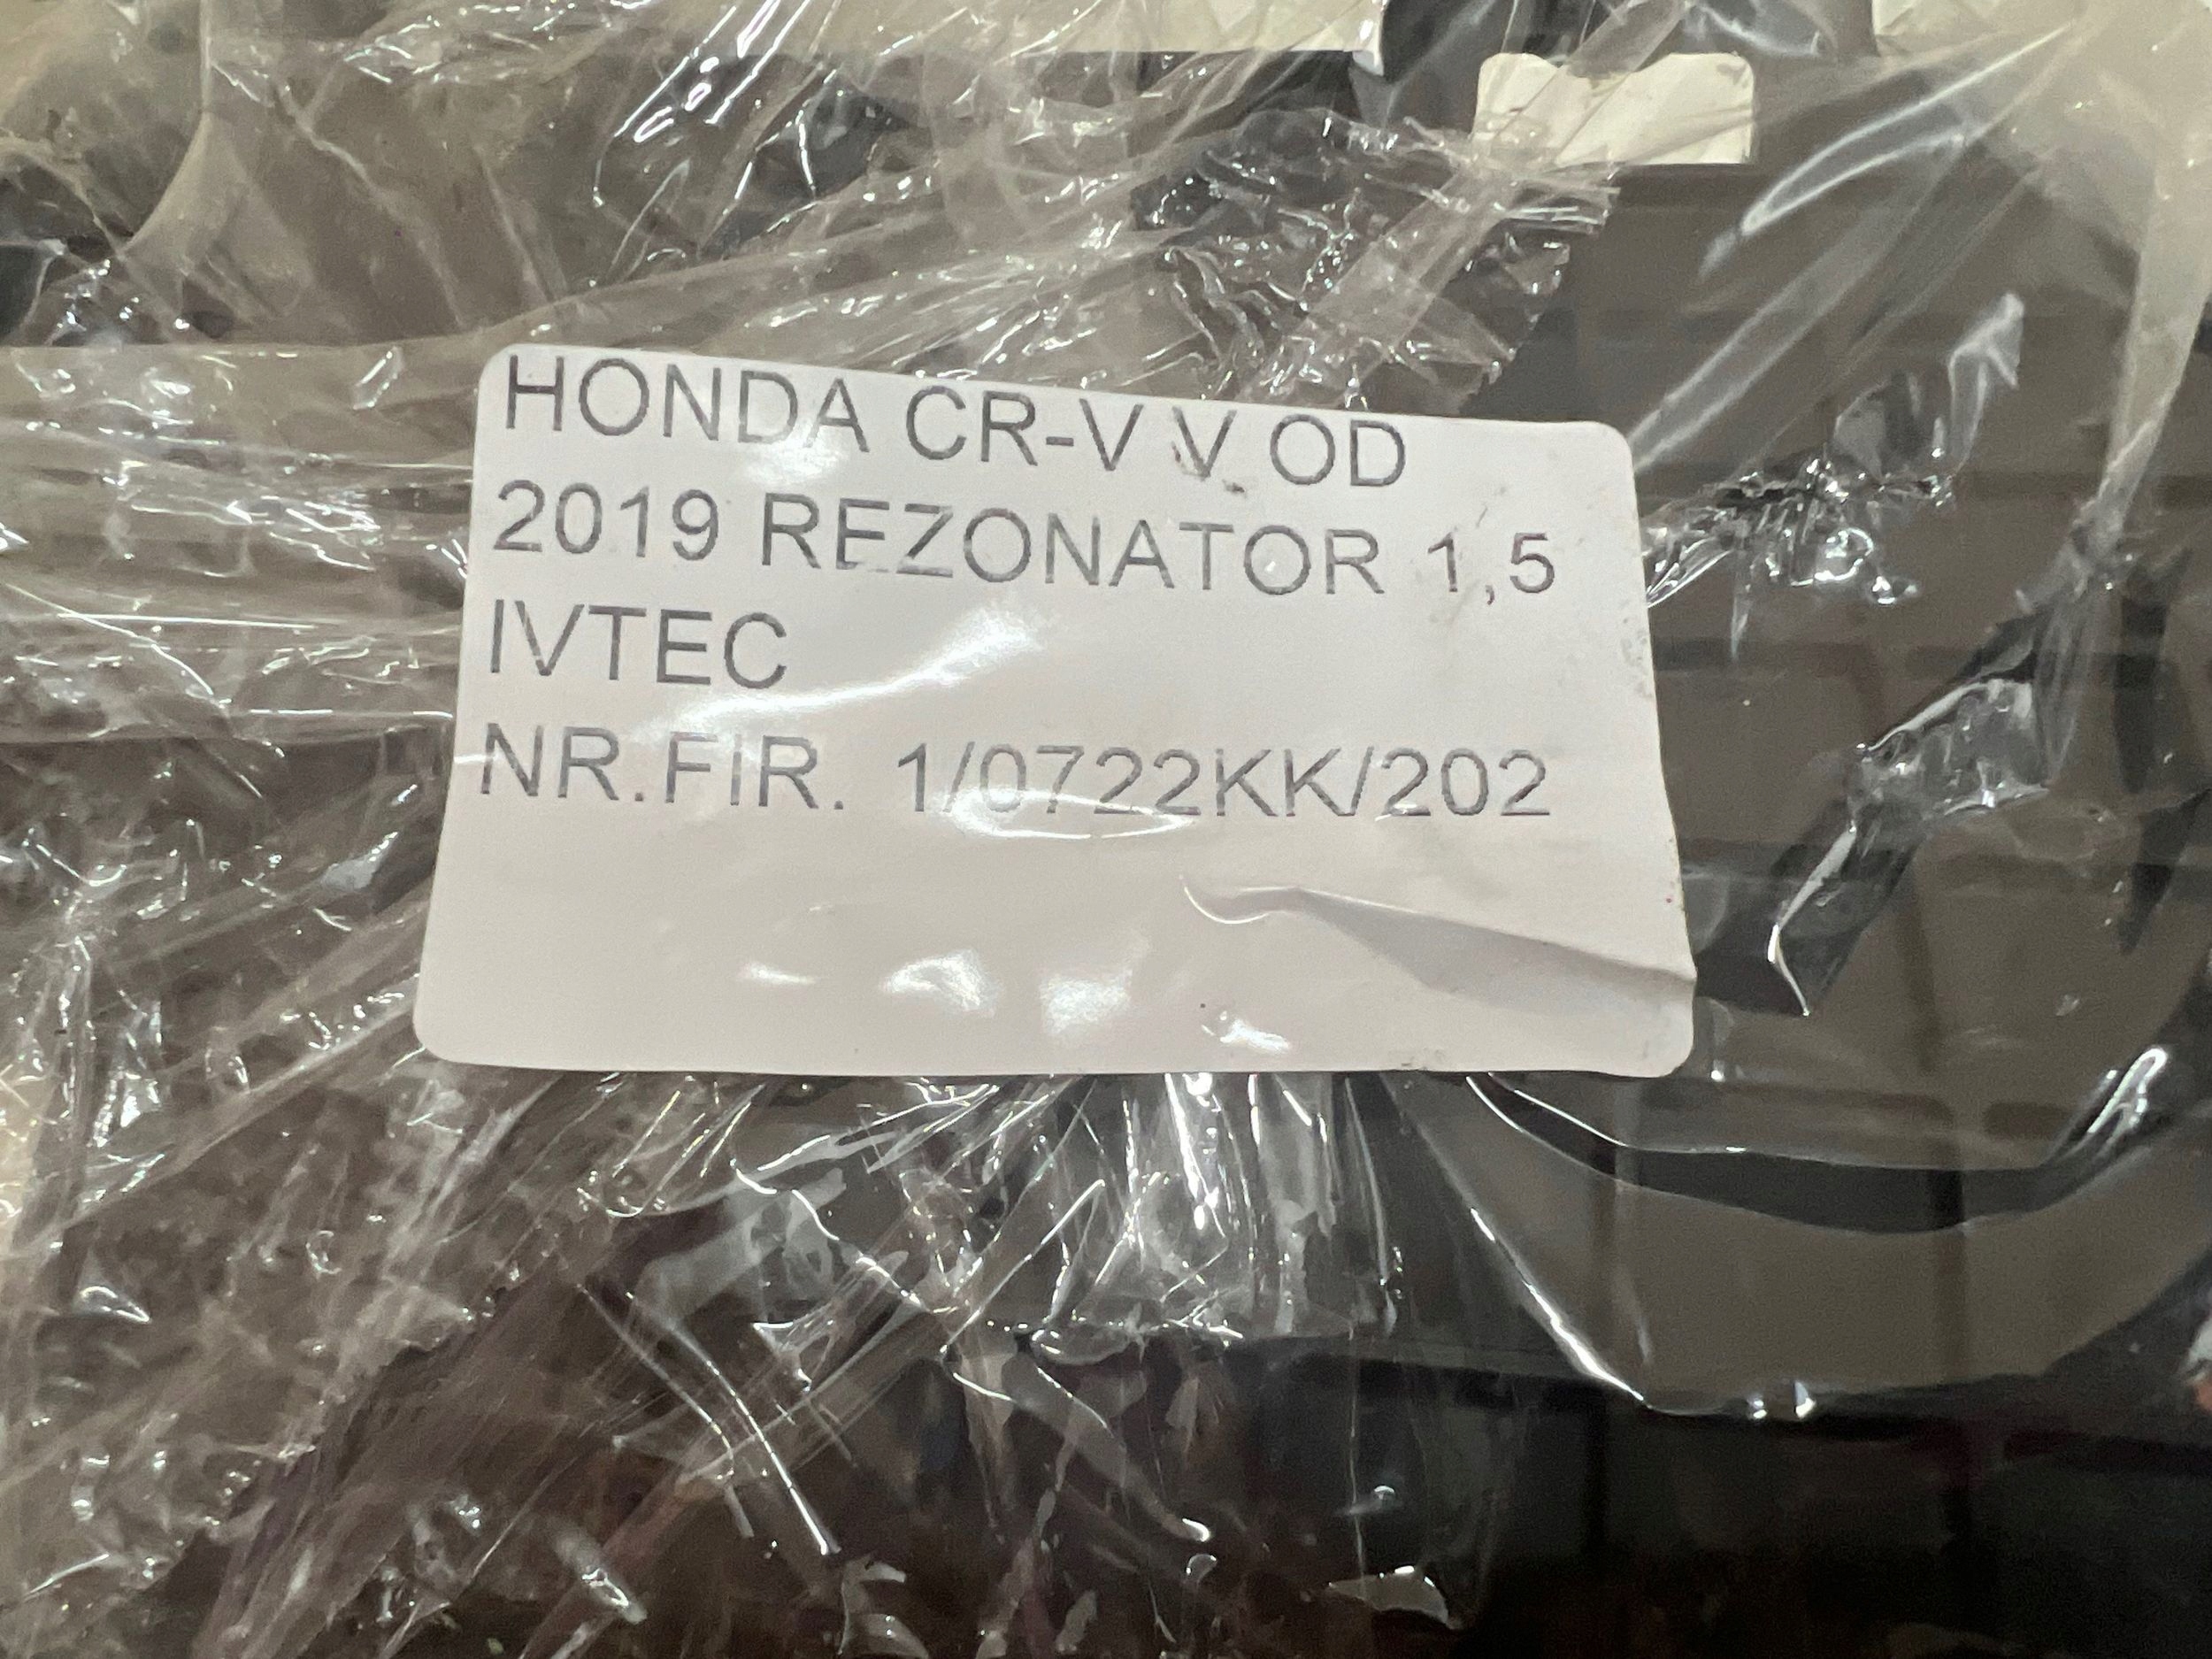 HONDA CR-V V OD
2019 REZONATOR 1,5
IVTEC
NR.FIR. 1/0722KK/202